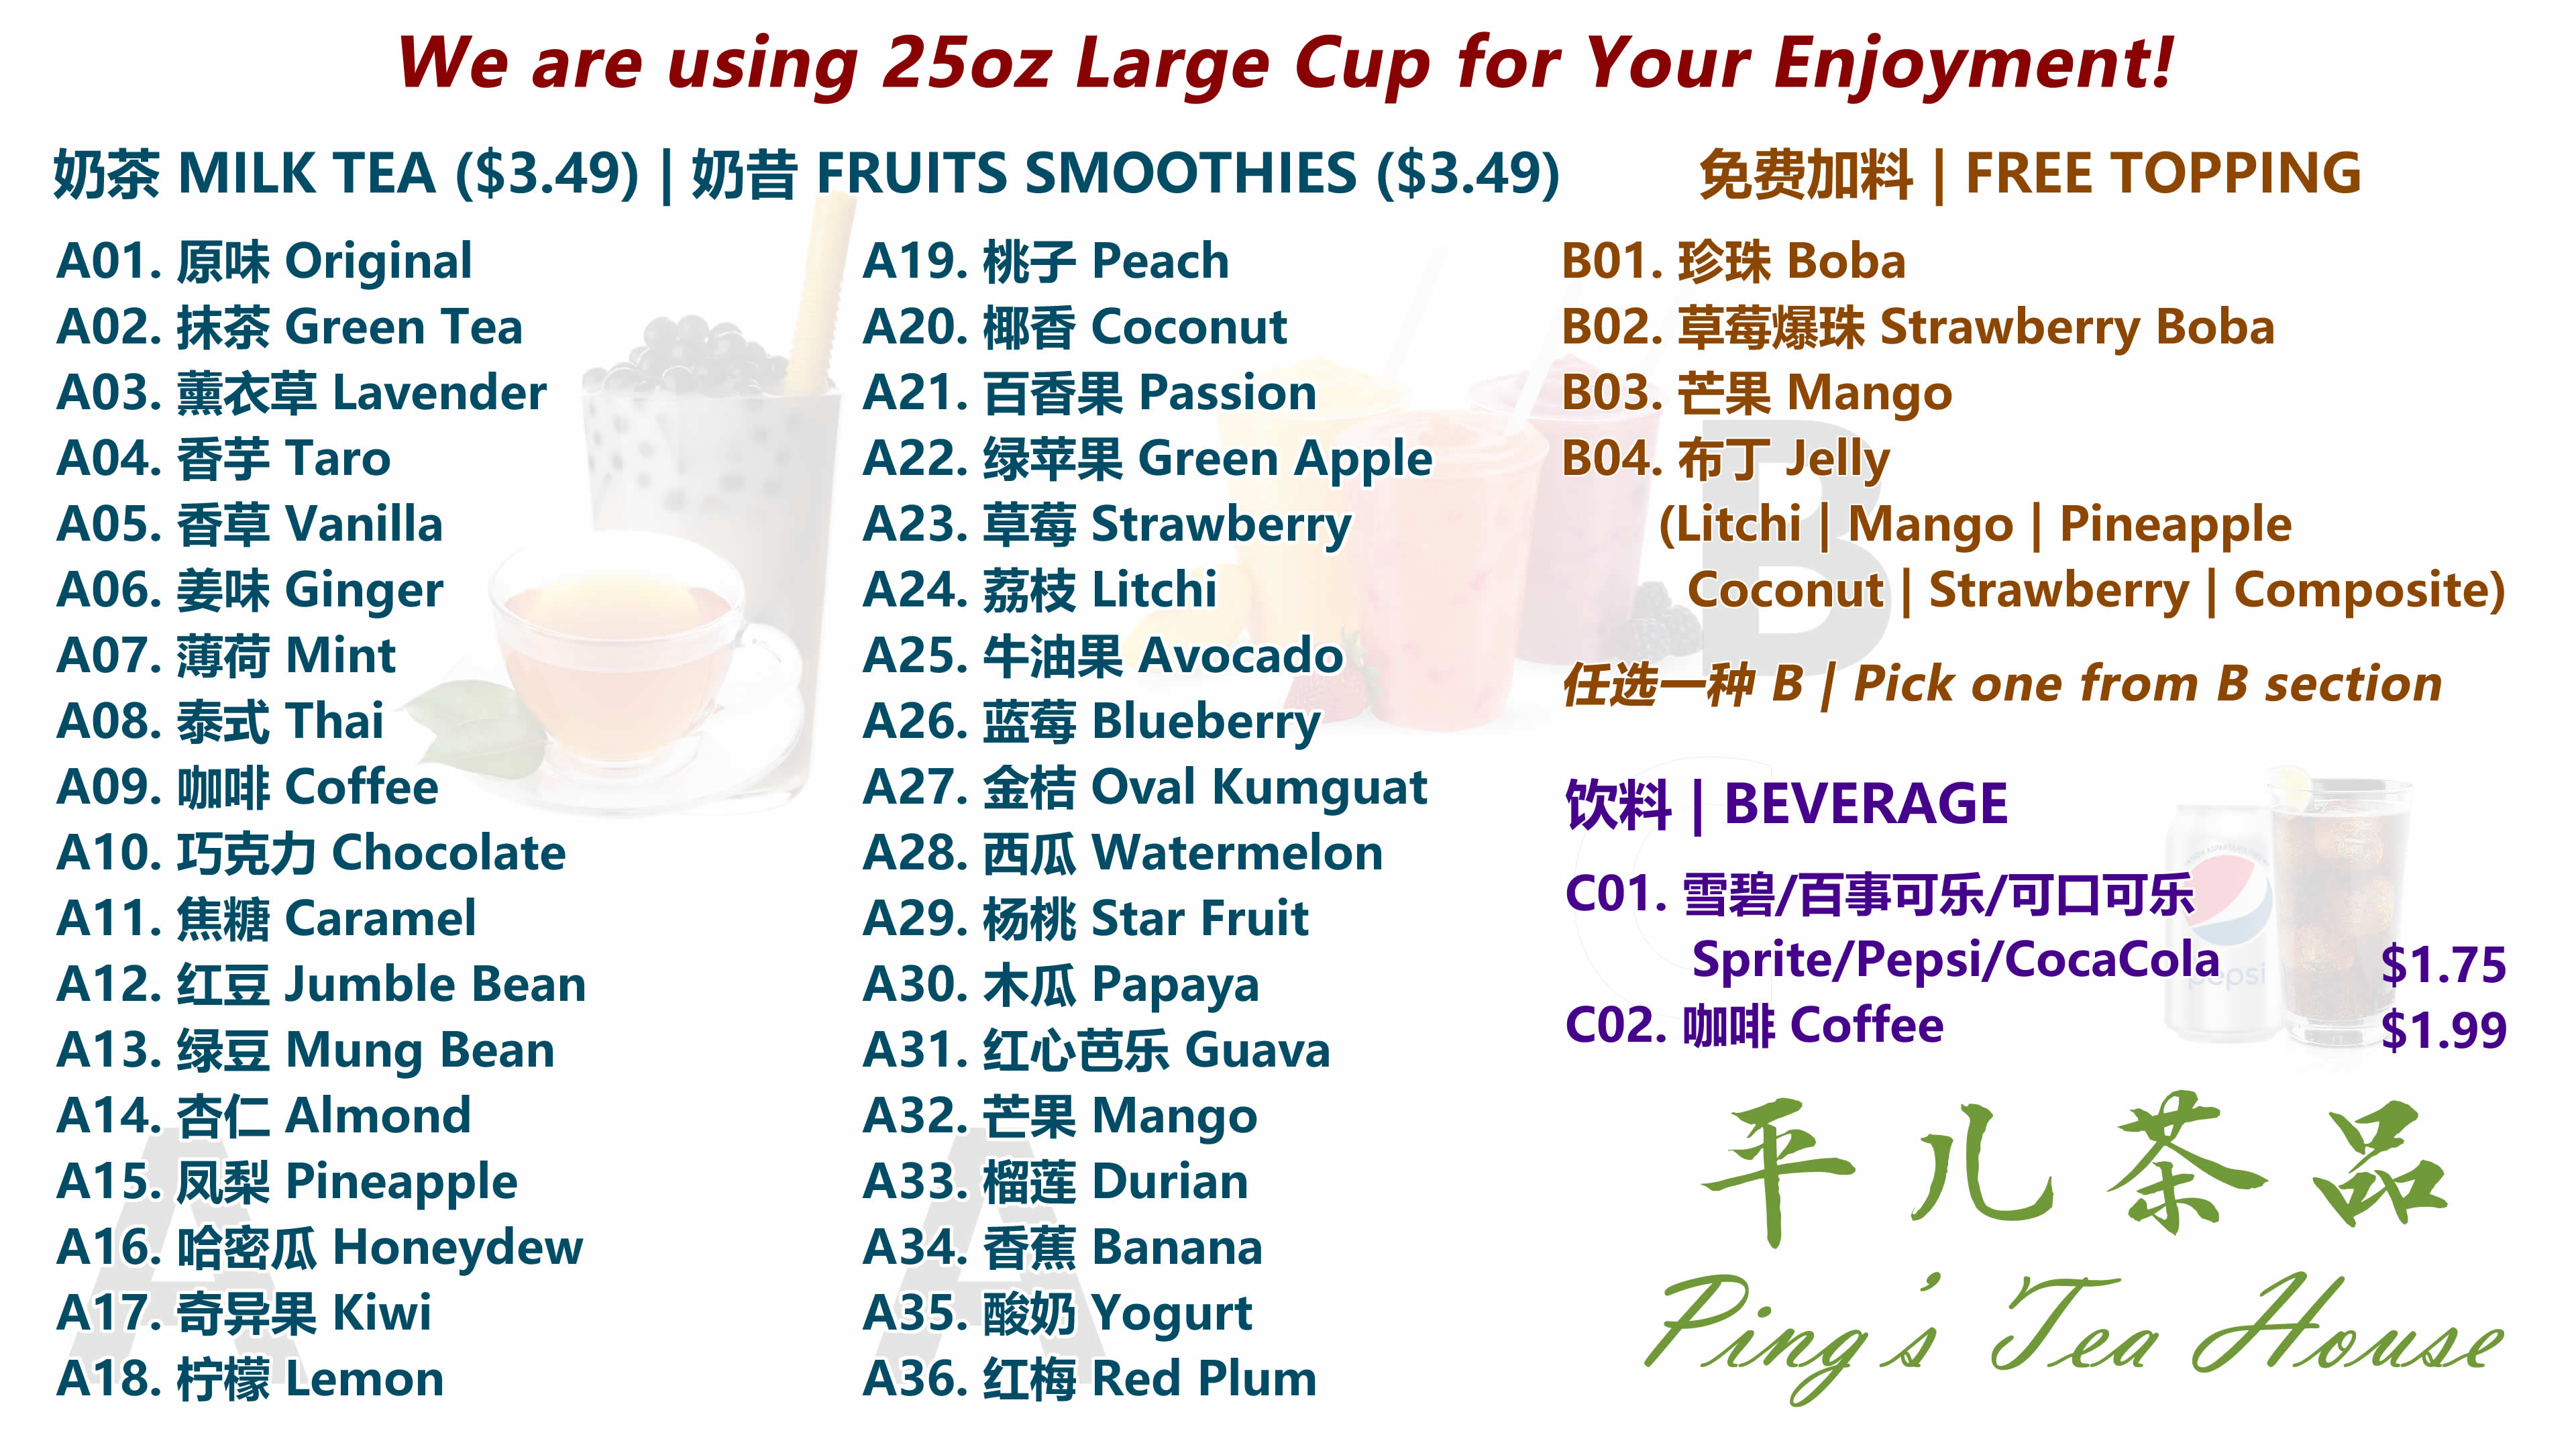 We are using 25oz Large Cup for Your Enjoyment!
奶茶 MILK TEA ($3.49) | 奶昔 FRUITS SMOOTHIES ($3.49)
A01. 原味 Original
A02. 抹茶 Green Tea
A03. 薰衣草 Lavender
A04. 香芋 Taro
A05. 香草 Vanilla
A06. 姜味 Ginger
A07. 薄荷 Mint
A08. 泰式 Thai
A09. 咖啡 Coffee
A10. 巧克力 Chocolate
A11. 焦糖 Caramel
A12. 红豆 Jumble Bean
A13. 绿豆 Mung Bean
A14. 杏仁 Almond
A15. 凤梨 Pineapple
A16. 哈密瓜 Honeydew
A17. 奇异果 Kiwi
A18. 柠檬 Lemon
A19. 桃子 Peach
A20. 椰香 Coconut
A21. 百香果 Passion
A22. 绿苹果 Green Apple
A23. 草莓 Strawberry
A24. 荔枝 Litchi
A25. 牛油果 Avocado
A26. 蓝莓 Blueberry
A27. 金桔 Oval Kumguat
A28. 西瓜 Watermelon
A29. 杨桃 Star Fruit
A30. 木瓜 Papaya
A31. 红心芭乐 Guava
A32. 芒果 Mango
A33. 榴莲 Durian
A34. 香蕉 Banana
A35. 酸奶 Yogurt
A36. 红梅 Red Plum
A
A
免费加料 | FREE TOPPING
B01. 珍珠 Boba
B02. 草莓爆珠 Strawberry Boba
B03. 芒果 Mango
B04. 布丁 Jelly
(Litchi | Mango | Pineapple
Coconut | Strawberry | Composite)
B
任选一种 B | Pick one from B section
饮料 | BEVERAGE
C01. 雪碧/百事可乐/可口可乐
Sprite/Pepsi/CocaCola $1.75
C02. 咖啡 Coffee $1.99
C
pepsi
平儿茶品
Ping's Tea House